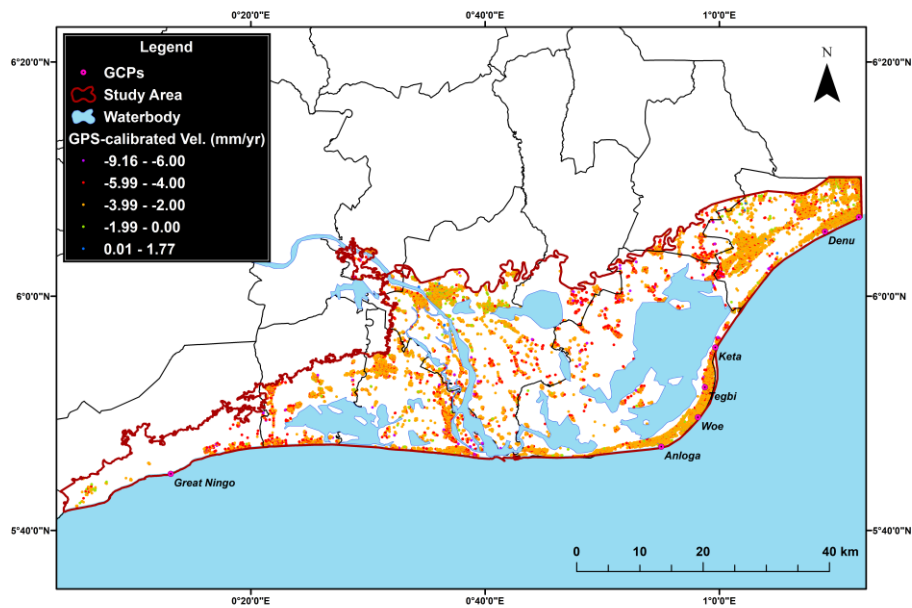 0°20'0"E 0°40'0"E 1°0'0"E
6°20'0"N 6°20'0"N
Legend
GCPs
Study Area
Waterbody
GPS-calibrated Vel. (mm/yr)
-9.16 - -6.00
-5.99 - -4.00
-3.99 - -2.00
-1.99 - 0.00
0.01 - 1.77
N
Denu
6°0'0"N 6°0'0"N
Keta
Tegbi
Woe
Anloga
Great Ningo
5°40'0"N 5°40'0"N
0 10 20 40 km
0°20'0"E 0°40'0"E 1°0'0"E